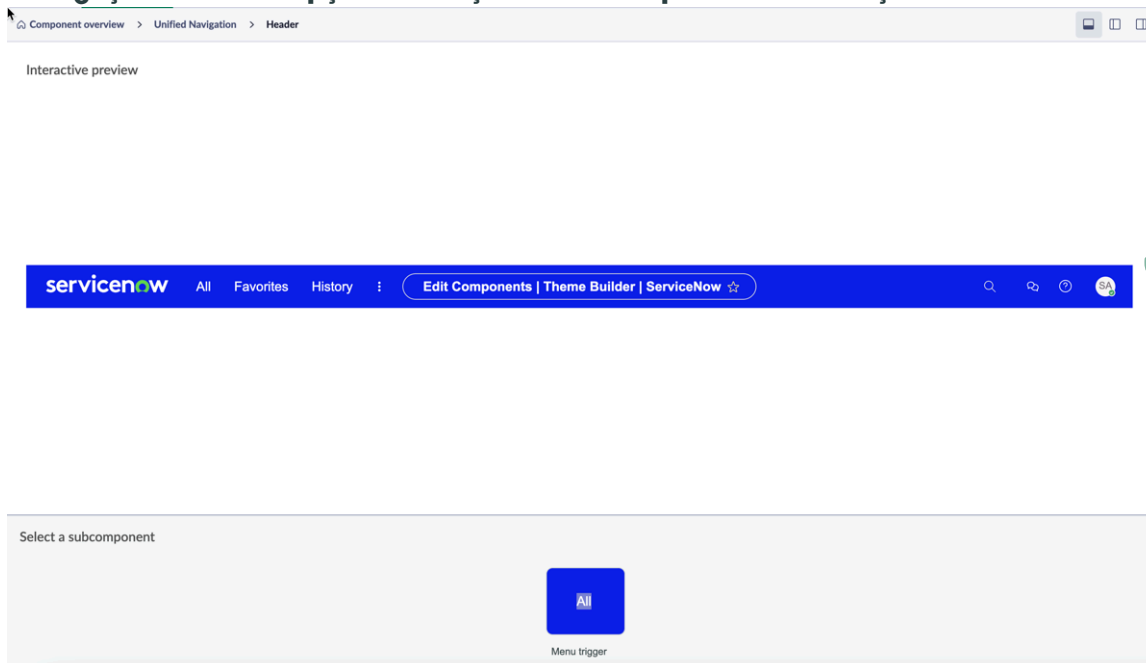 Component overview > Unified Navigation > Header
Interactive preview
servicenow All Favorites History Edit Components | Theme Builder | ServiceNow SA
Select a subcomponent
All
Menu trigger